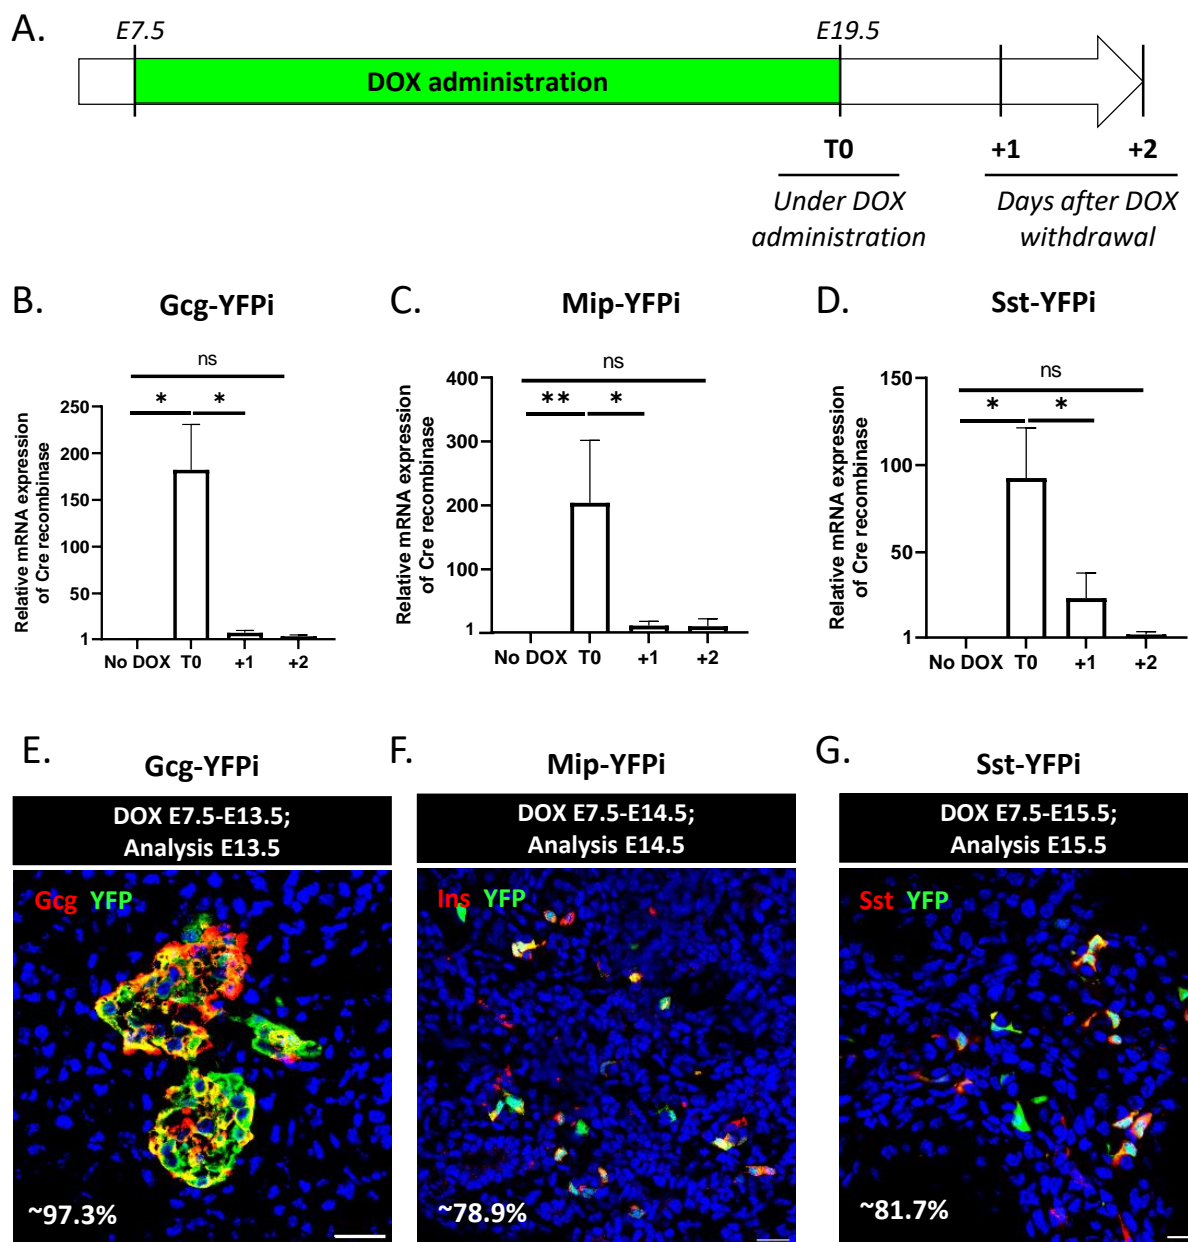 A.
E7.5
E19.5
DOX administration
T0
+1
+2
Under DOX
administration
Days after DOX
withdrawal
B.
Gcg-YFPi
Relative mRNA expression
of Cre recombinase
250
200
150
100
50
1
ns
*
*
No DOX
T0
+1
+2
C.
Mip-YFPi
Relative mRNA expression
of Cre recombinase
400
300
200
100
1
ns
**
*
No DOX
T0
+1
+2
D.
Sst-YFPi
Relative mRNA expression
of Cre recombinase
150
100
50
1
ns
*
*
No DOX
T0
+1
+2
E.
Gcg-YFPi
DOX E7.5-E13.5;
Analysis E13.5
Gcg YFP
~97.3%
F.
Mip-YFPi
DOX E7.5-E14.5;
Analysis E14.5
Ins YFP
~78.9%
G.
Sst-YFPi
DOX E7.5-E15.5;
Analysis E15.5
Sst YFP
~81.7%